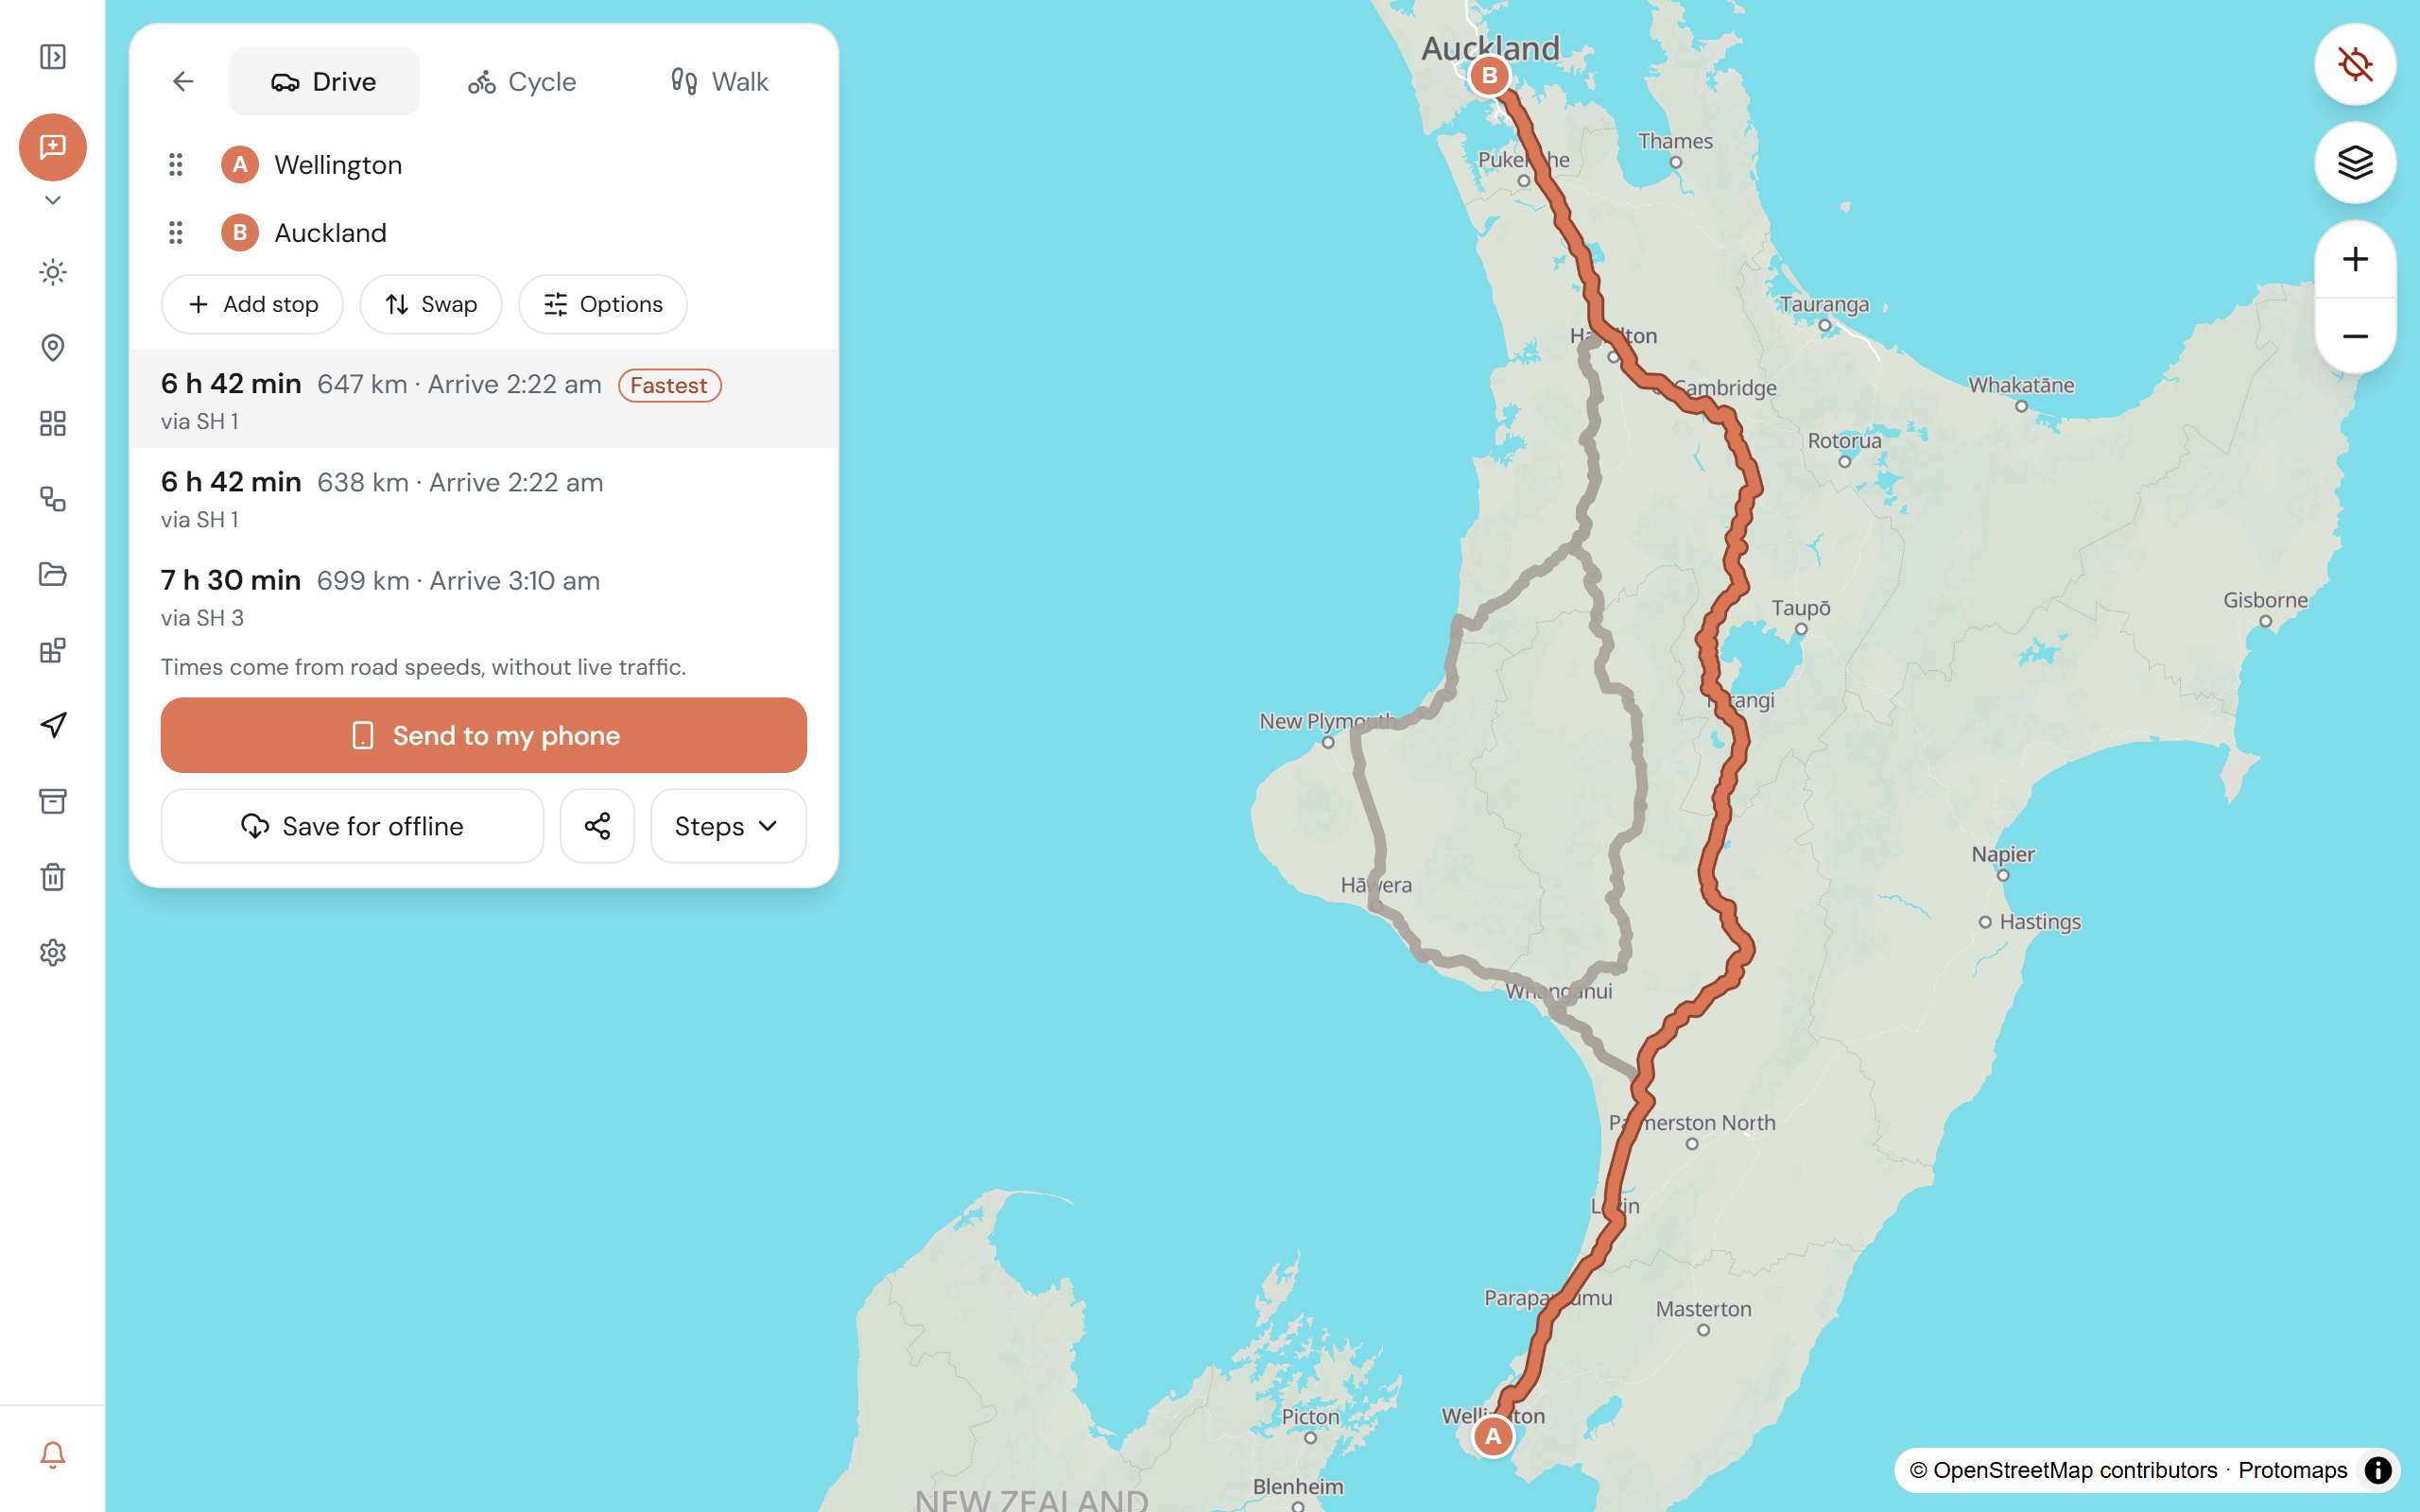 Drive
Cycle
Walk
A Wellington
B Auckland
Add stop
Swap
Options
6 h 42 min 647 km · Arrive 2:22 am Fastest
via SH 1
6 h 42 min 638 km · Arrive 2:22 am
via SH 1
7 h 30 min 699 km · Arrive 3:10 am
via SH 3
Times come from road speeds, without live traffic.
Send to my phone
Save for offline
Steps
Auckland
B
Thames
Tauranga
Cambridge
Whakatāne
Rotorua
Taupō
Gisborne
New Plymouth
Napier
Hastings
Whanganui
Masterton
A
Picton
Blenheim
NEW ZEALAND
© OpenStreetMap contributors · Protomaps